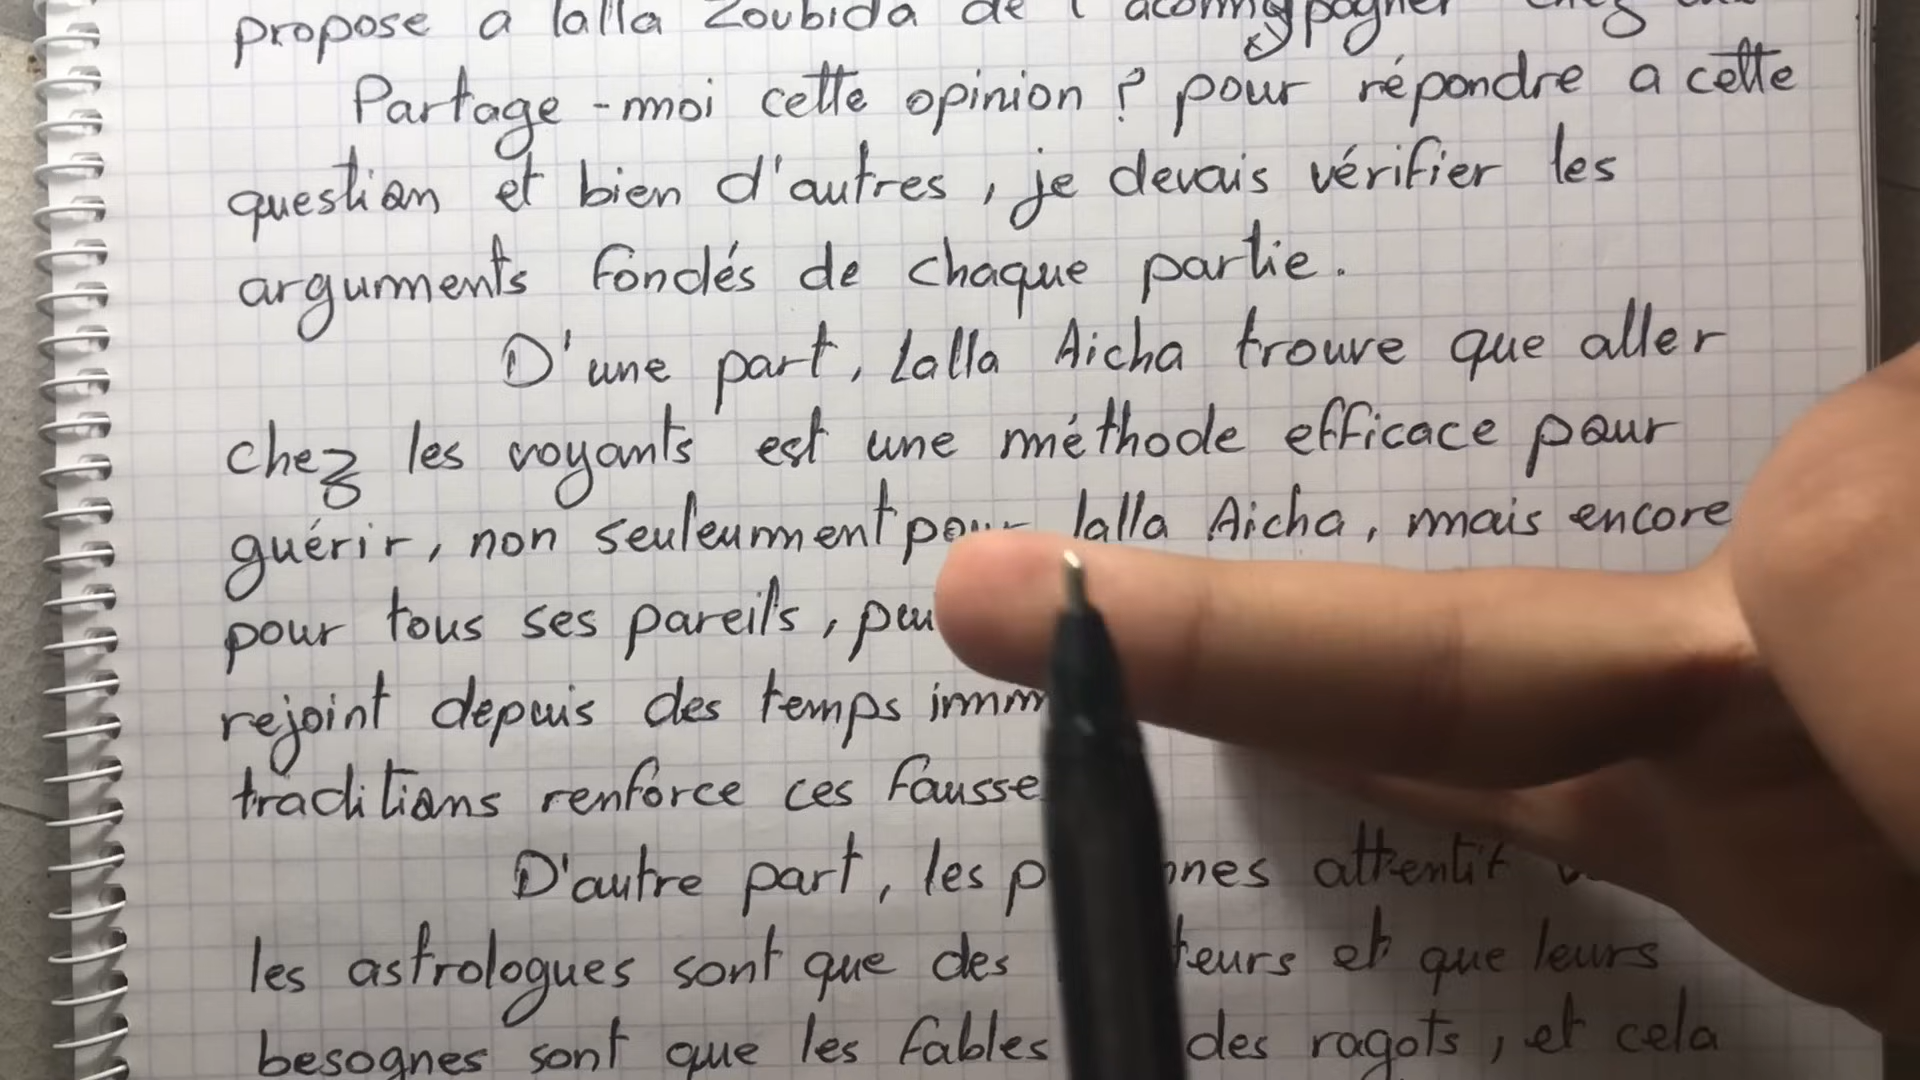 propose a lalla Zoubida de l'acompagner chez
Partage-moi cette opinion ? pour répondre a cette
question et bien d'autres, je devais vérifier les
arguments fondés de chaque partie.
D'une part, lalla Aicha trouve que aller
chez les voyants est une méthode efficace pour
guérir, non seuleument pour lalla Aicha, mais encore
pour tous ses pareils,
rejoint depuis des temps
traditions renforce ces
D'autre part, les
les astrologues sont que des et que leurs
besognes sont que les fables des ragots, et cela